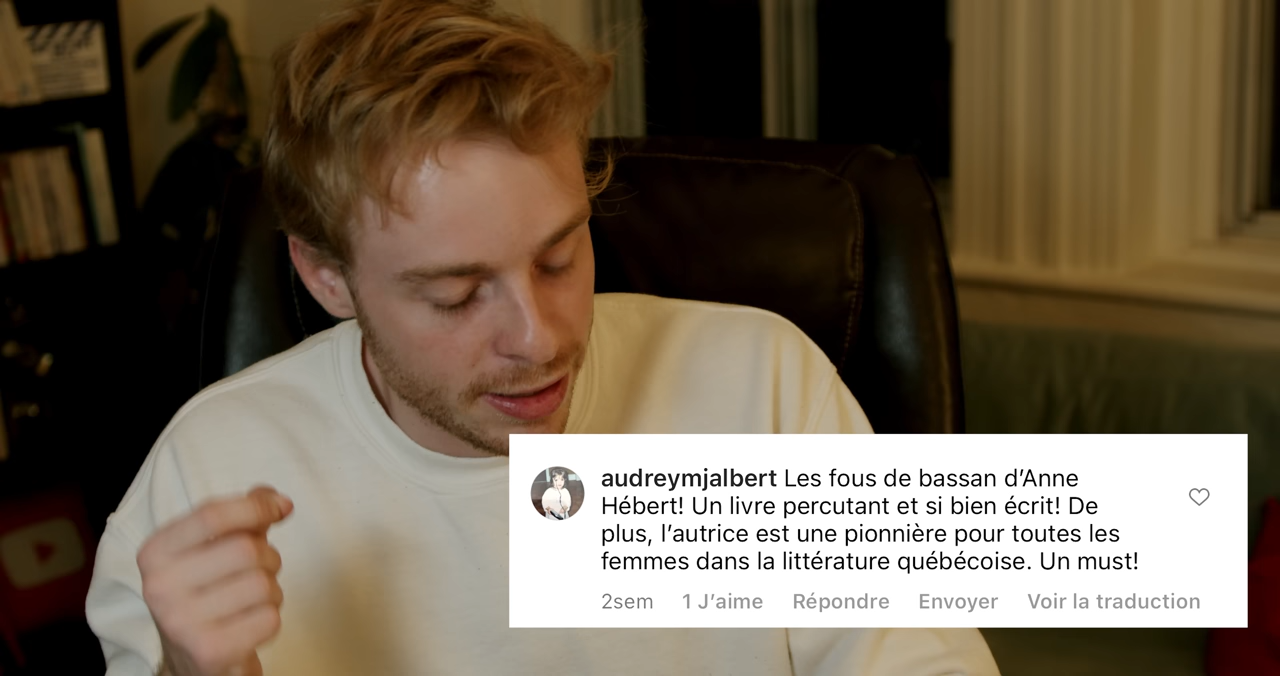 audreymjalbert Les fous de bassan d’Anne
Hébert! Un livre percutant et si bien écrit! De
plus, l’autrice est une pionnière pour toutes les
femmes dans la littérature québécoise. Un must!
2sem 1 J’aime Répondre Envoyer Voir la traduction